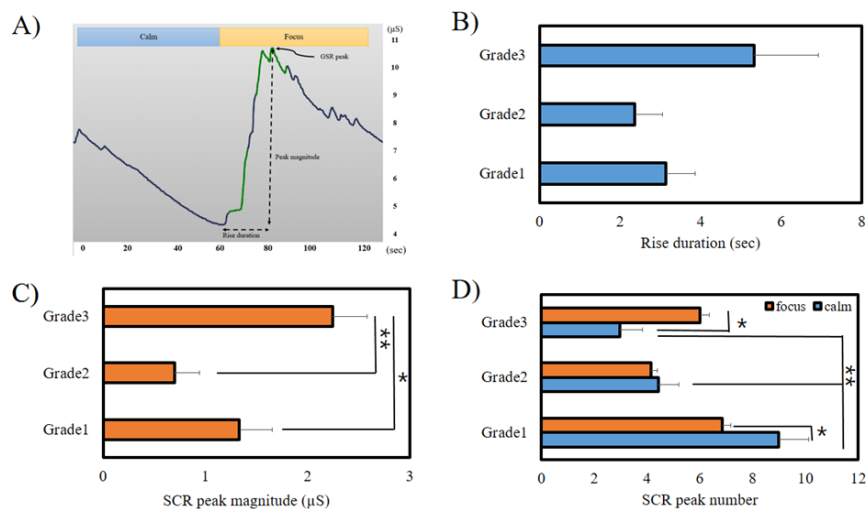 A)
Calm
Focus
(µS)
11
10
9
8
7
6
5
4
GSR peak
Peak magnitude
Rise duration
0 20 40 60 80 100 120
(sec)
B)
Grade3
Grade2
Grade1
0 2 4 6 8
Rise duration (sec)
C)
Grade3
Grade2
Grade1
**
*
0 1 2 3
SCR peak magnitude (µS)
D)
focus calm
Grade3
Grade2
Grade1
*
**
*
0 2 4 6 8 10 12
SCR peak number